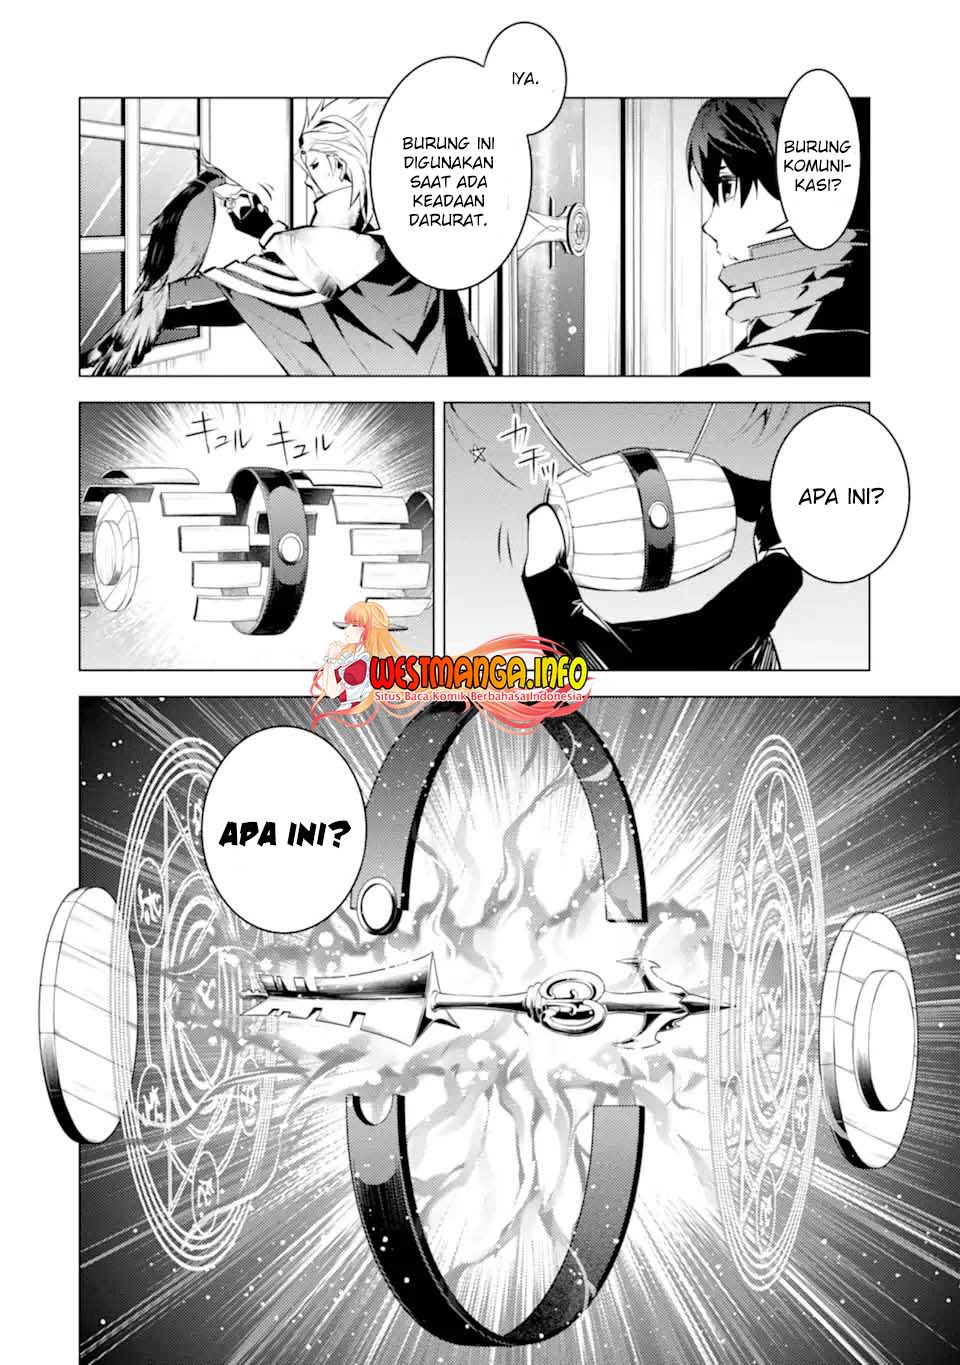 BURUNG
KOMUNI-
KASI?
IYA.
BURUNG INI
DIGUNAKAN
SAAT ADA
KEADAAN
DARURAT.
APA INI?
カチッ
キュル
キュル
WESTMANGA.INFO
Situs Baca Komik Berbahasa Indonesia
APA INI?